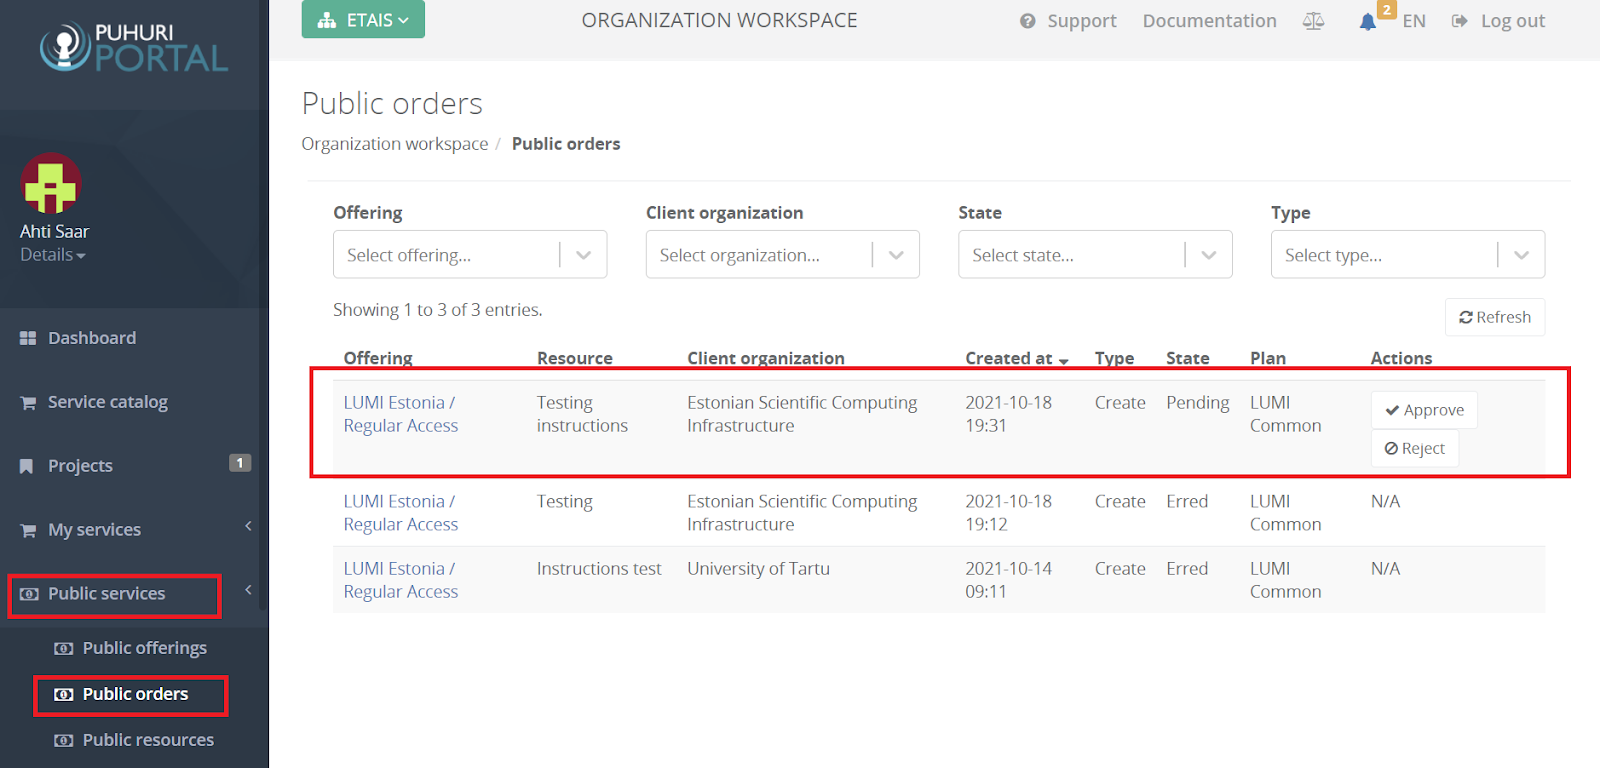 PUHURI
PORTAL
ETAIS
ORGANIZATION WORKSPACE
Support
Documentation
2
EN
Log out
Ahti Saar
Details
Dashboard
Service catalog
Projects
1
My services
Public services
Public offerings
Public orders
Public resources
Public orders
Organization workspace / Public orders
Offering
Client organization
State
Type
Select offering...
Select organization...
Select state...
Select type...
Showing 1 to 3 of 3 entries.
Refresh
Offering Resource Client organization Created at Type State Plan Actions
LUMI Estonia / Testing Estonian Scientific Computing 2021-10-18 Create Pending LUMI Approve
Regular Access instructions Infrastructure 19:31 Common
Reject
LUMI Estonia / Testing Estonian Scientific Computing 2021-10-18 Create Erred LUMI N/A
Regular Access Infrastructure 19:12 Common
LUMI Estonia / Instructions test University of Tartu 2021-10-14 Create Erred LUMI N/A
Regular Access 09:11 Common